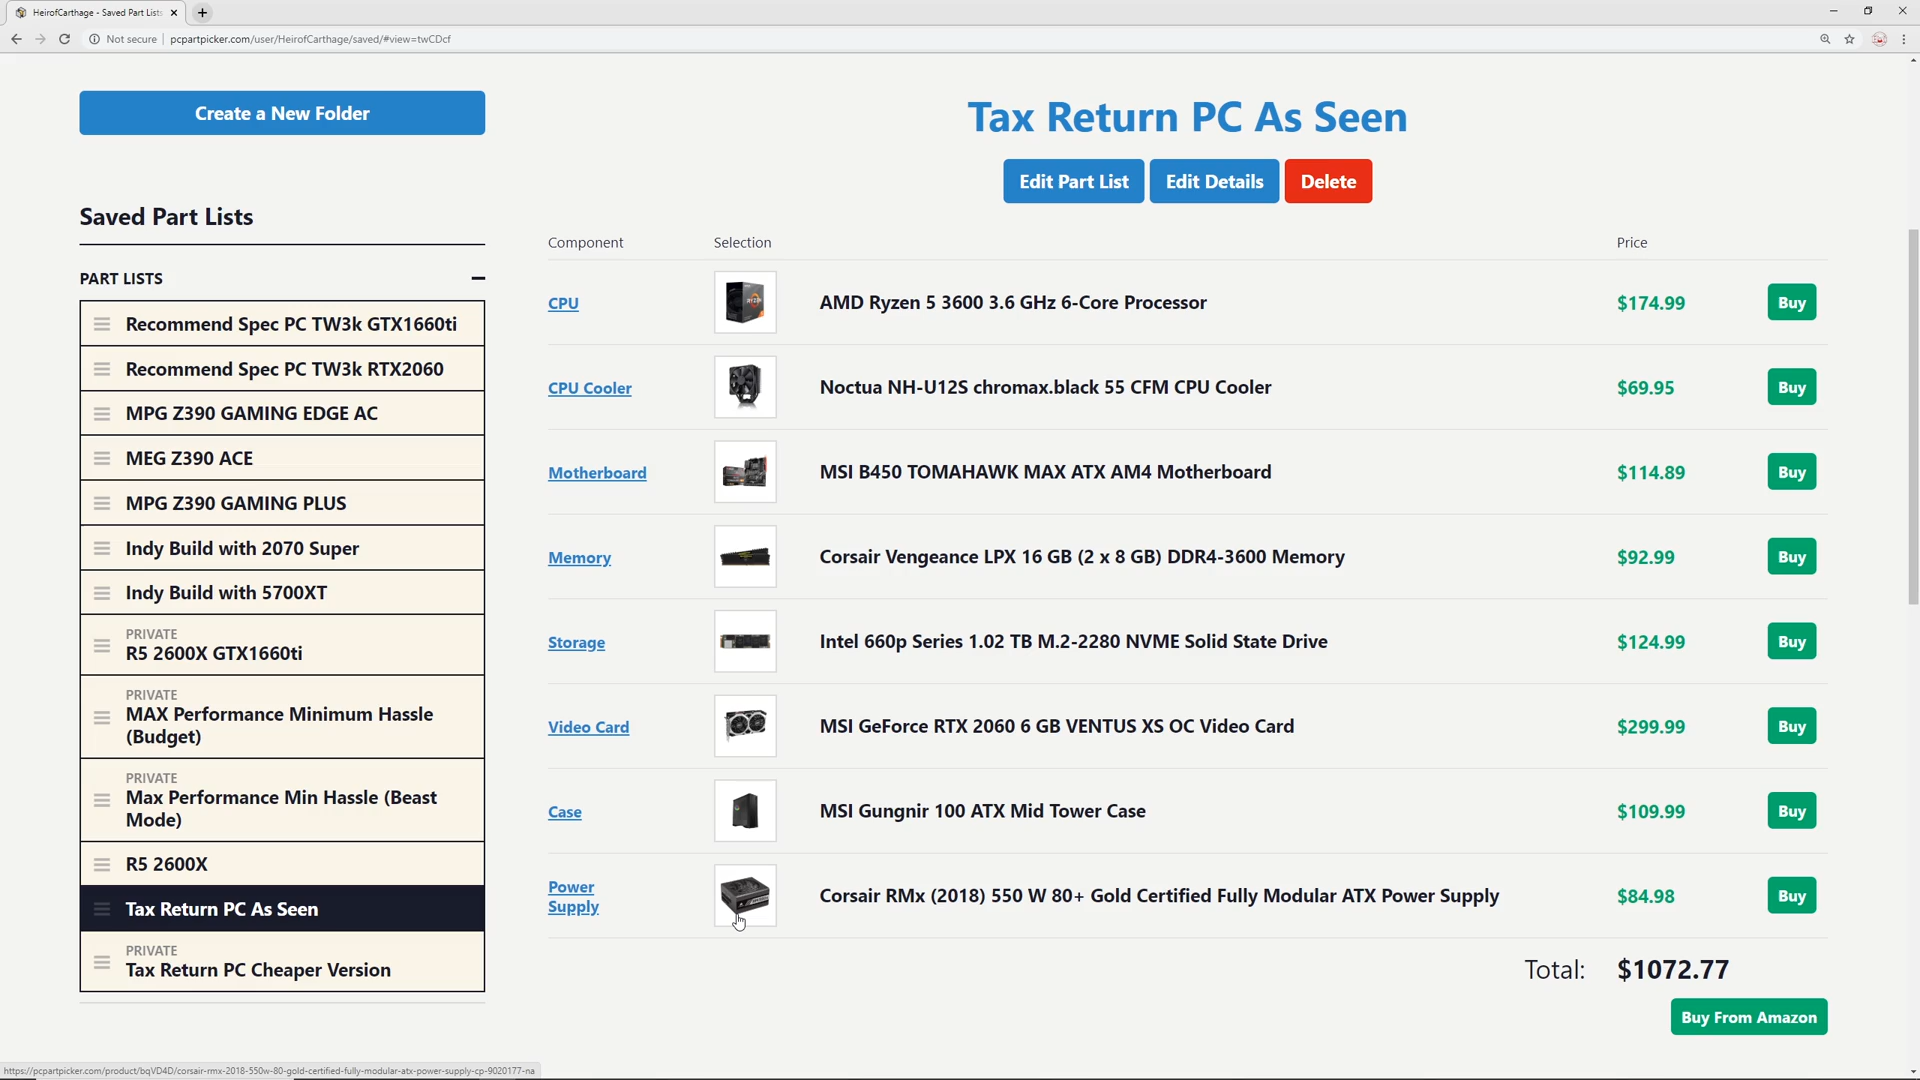 HeirofCarthage - Saved Part Lists
Not secure
pcpartpicker.com/user/HeirofCarthage/saved/#view=twCDcf
Create a New Folder
Saved Part Lists
PART LISTS
Recommend Spec PC TW3k GTX1660ti
Recommend Spec PC TW3k RTX2060
MPG Z390 GAMING EDGE AC
MEG Z390 ACE
MPG Z390 GAMING PLUS
Indy Build with 2070 Super
Indy Build with 5700XT
PRIVATE
R5 2600X GTX1660ti
PRIVATE
MAX Performance Minimum Hassle
(Budget)
PRIVATE
Max Performance Min Hassle (Beast
Mode)
R5 2600X
Tax Return PC As Seen
PRIVATE
Tax Return PC Cheaper Version
Tax Return PC As Seen
Edit Part List Edit Details Delete
Component Selection Price
CPU AMD Ryzen 5 3600 3.6 GHz 6-Core Processor $174.99 Buy
CPU Cooler Noctua NH-U12S chromax.black 55 CFM CPU Cooler $69.95 Buy
Motherboard MSI B450 TOMAHAWK MAX ATX AM4 Motherboard $114.89 Buy
Memory Corsair Vengeance LPX 16 GB (2 x 8 GB) DDR4-3600 Memory $92.99 Buy
Storage Intel 660p Series 1.02 TB M.2-2280 NVME Solid State Drive $124.99 Buy
Video Card MSI GeForce RTX 2060 6 GB VENTUS XS OC Video Card $299.99 Buy
Case MSI Gungnir 100 ATX Mid Tower Case $109.99 Buy
Power
Supply Corsair RMx (2018) 550 W 80+ Gold Certified Fully Modular ATX Power Supply $84.98 Buy
Total: $1072.77
Buy From Amazon
https://pcpartpicker.com/product/bqVD4D/corsair-rmx-2018-550w-80-gold-certified-fully-modular-atx-power-supply-cp-9020177-na